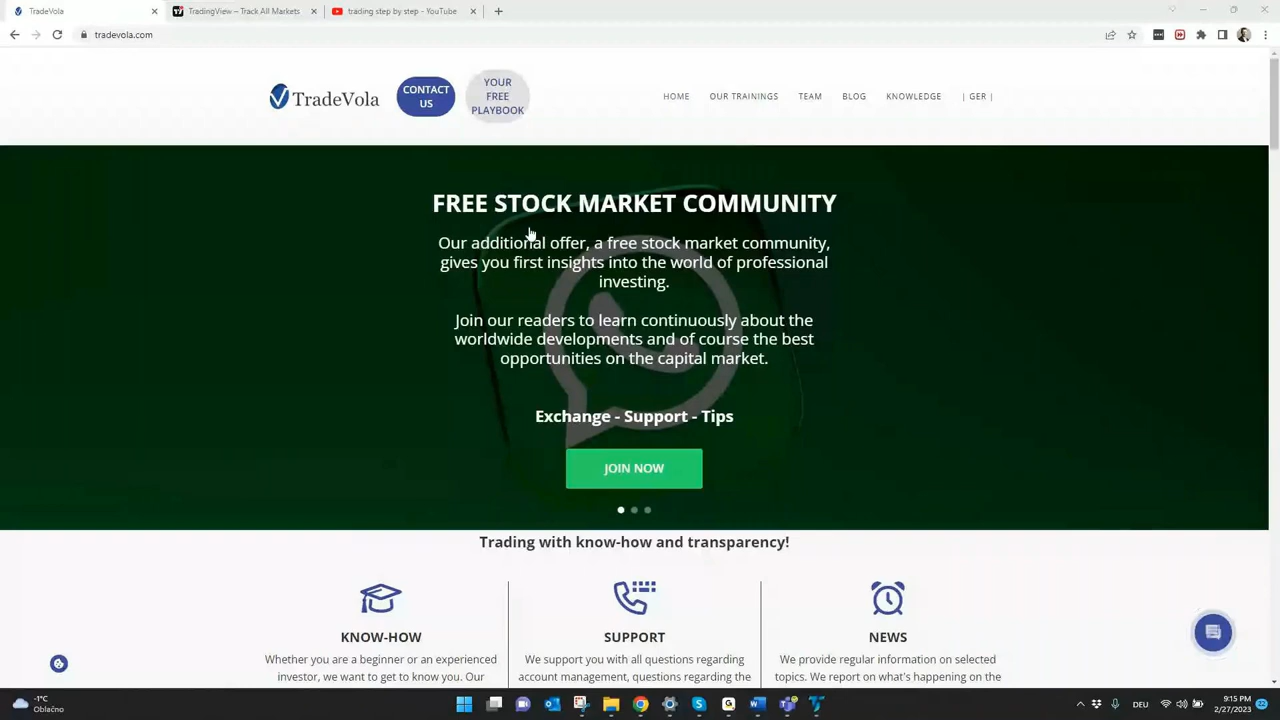 TradeVola
TradingView – Track All Markets
trading step by step - YouTube
tradevola.com
TradeVola
CONTACT
US
YOUR
FREE
PLAYBOOK
HOME
OUR TRAININGS
TEAM
BLOG
KNOWLEDGE
| GER |
FREE STOCK MARKET COMMUNITY
Our additional offer, a free stock market community,
gives you first insights into the world of professional
investing.
Join our readers to learn continuously about the
worldwide developments and of course the best
opportunities on the capital market.
Exchange - Support - Tips
JOIN NOW
Trading with know-how and transparency!
KNOW-HOW
Whether you are a beginner or an experienced
investor, we want to get to know you. Our
SUPPORT
We support you with all questions regarding
account management, questions regarding the
NEWS
We provide regular information on selected
topics. We report on what's happening on the
-1°C
Oblačno
DEU
9:15 PM
2/27/2023